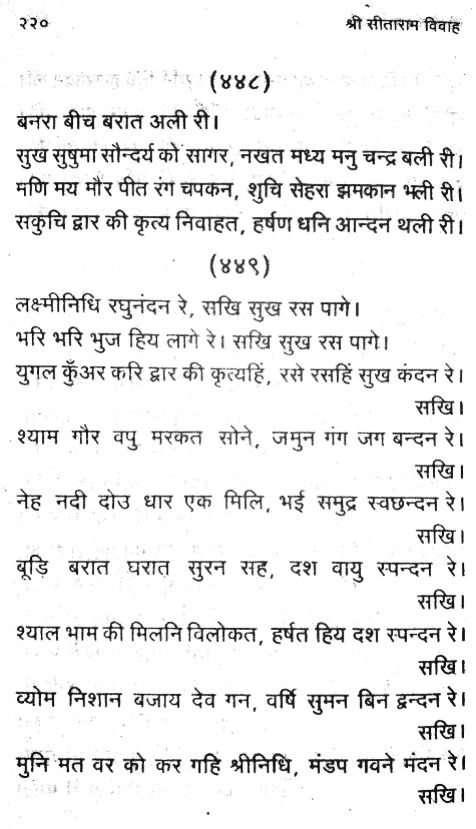 २२० श्री सीताराम विवाह
(४४८)
बनरा बीच बरात अली री।
सुख सुषुमा सौन्दर्य को सागर, नखत मध्य मनु चन्द्र बली री।
मणि मय मौर पीत रंग चपकन, शुचि सेहरा झमकान भली री।
सकुचि द्वार की कृत्य निवाहत, हर्षण धनि आन्दन थली री।
(४४९)
लक्ष्मीनिधि रघुनंदन रे, सखि सुख रस पागे।
भरि भरि भुज हिय लागे रे। सखि सुख रस पागे।
युगल कुँअर करि द्वार की कृत्यहिं, रसे रसहिं सुख कंदन रे।
सखि।
श्याम गौर वपु मरकत सोने, जमुन गंग जग बन्दन रे।
सखि।
नेह नदी दोउ धार एक मिलि, भई समुद्र स्वछन्दन रे।
सखि।
बूड़ि बरात घरात सुरन सह, दश वायु स्पन्दन रे।
सखि।
श्याल भाम की मिलनि विलोकत, हर्षत हिय दश स्पन्दन रे।
सखि।
व्योम निशान बजाय देव गन, वर्षि सुमन बिन द्वन्दन रे।
सखि।
मुनि मत वर को कर गहि श्रीनिधि, मंडप गवने मंदन रे।
सखि।